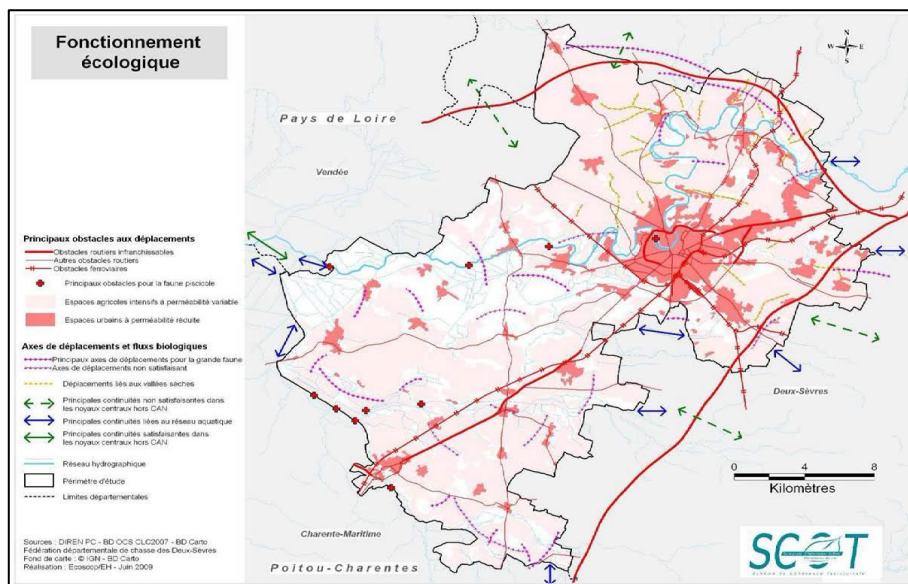 Fonctionnement
écologique
N
W
E
S
Pays de Loire
Vendée
Principaux obstacles aux déplacements
Obstacles routiers infranchissables
Autres obstacles routiers
Obstacles ferroviaires
Principaux obstacles pour la faune piscicole
Espaces agricoles intensifs à perméabilité variable
Espaces urbains à perméabilité réduite
Axes de déplacements et flux biologiques
Principaux axes de déplacements pour la grande faune
Axes de déplacements non satisfaisant
Déplacements liés aux vallées sèches
Principales continuités non satisfaisantes dans
les noyaux centraux hors CAN
Principales continuités liées au réseau aquatique
Principales continuités satisfaisantes dans
les noyaux centraux hors CAN
Réseau hydrographique
Périmètre d'étude
Limites départementales
Deux-Sèvres
0 4 8
Kilomètres
Charente-Maritime
Poitou-Charentes
Sources : DIREN PC - BD OCS CLC2007 - BD Carto
Fédération départementale de chasse des Deux-Sèvres
Fond de carte : © IGN - BD Carto
Réalisation : Ecoscop/EH - Juin 2009
SCOT